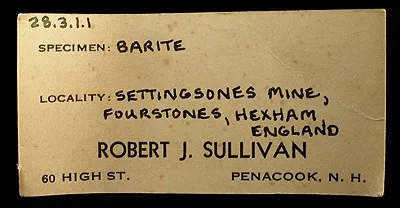 28.3.1.1
SPECIMEN: BARITE
LOCALITY: SETTINGSONES MINE,
FOURSTONES, HEXHAM
ENGLAND
ROBERT J. SULLIVAN
60 HIGH ST. PENACOOK, N. H.